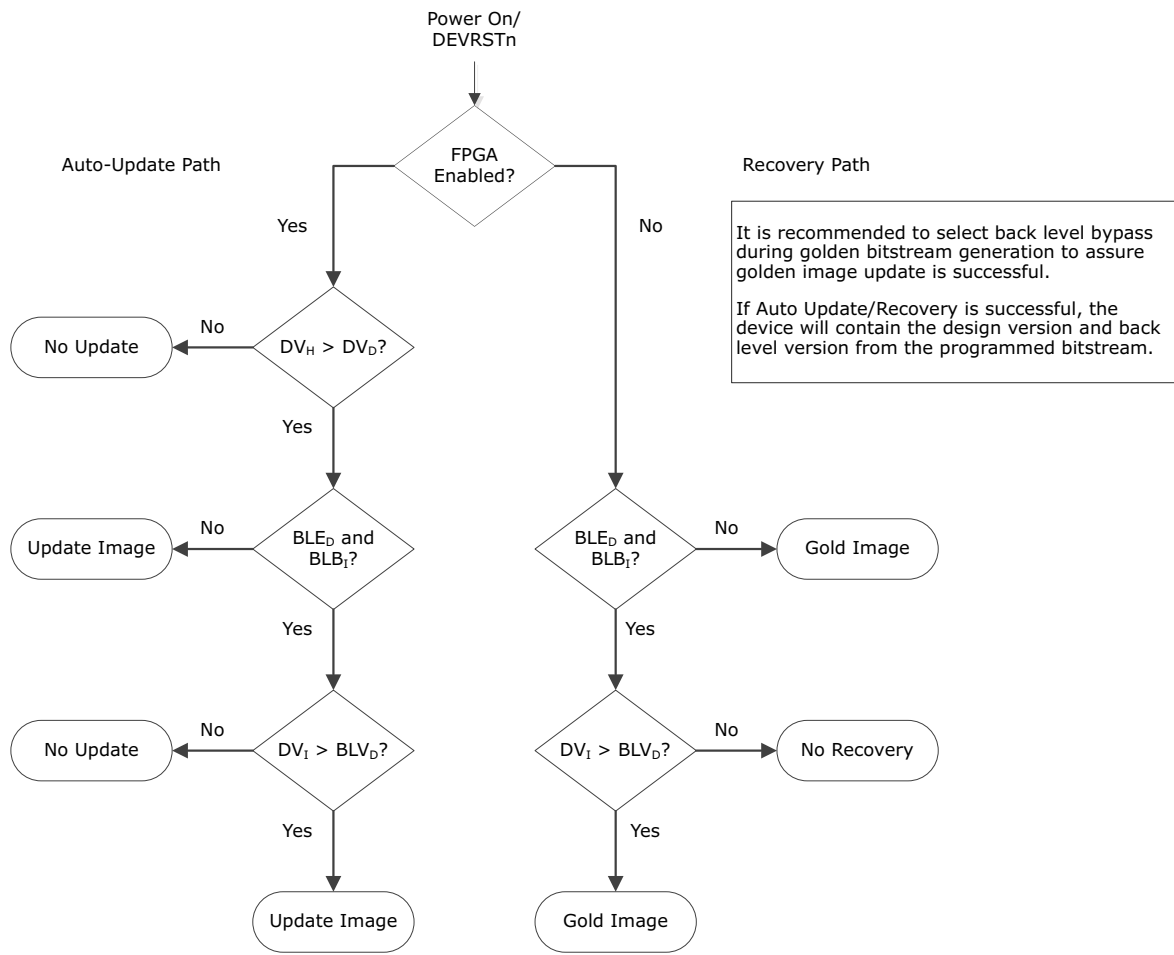 Power On/
DEVRSTn
Auto-Update Path
FPGA
Enabled?
Recovery Path
Yes
No
It is recommended to select back level bypass
during golden bitstream generation to assure
golden image update is successful.
If Auto Update/Recovery is successful, the
device will contain the design version and back
level version from the programmed bitstream.
No Update
No
DVH > DVD?
Yes
Update Image
No
BLED and
BLBI?
BLED and
BLBI?
No
Gold Image
Yes
Yes
No Update
No
DVI > BLVD?
DVI > BLVD?
No
No Recovery
Yes
Yes
Update Image
Gold Image